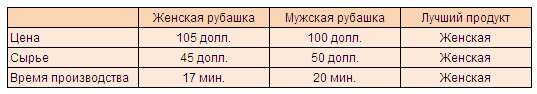 Женская рубашка Мужская рубашка Лучший продукт
Цена 105 долл. 100 долл. Женская
Сырье 45 долл. 50 долл. Женская
Время производства 17 мин. 20 мин. Женская